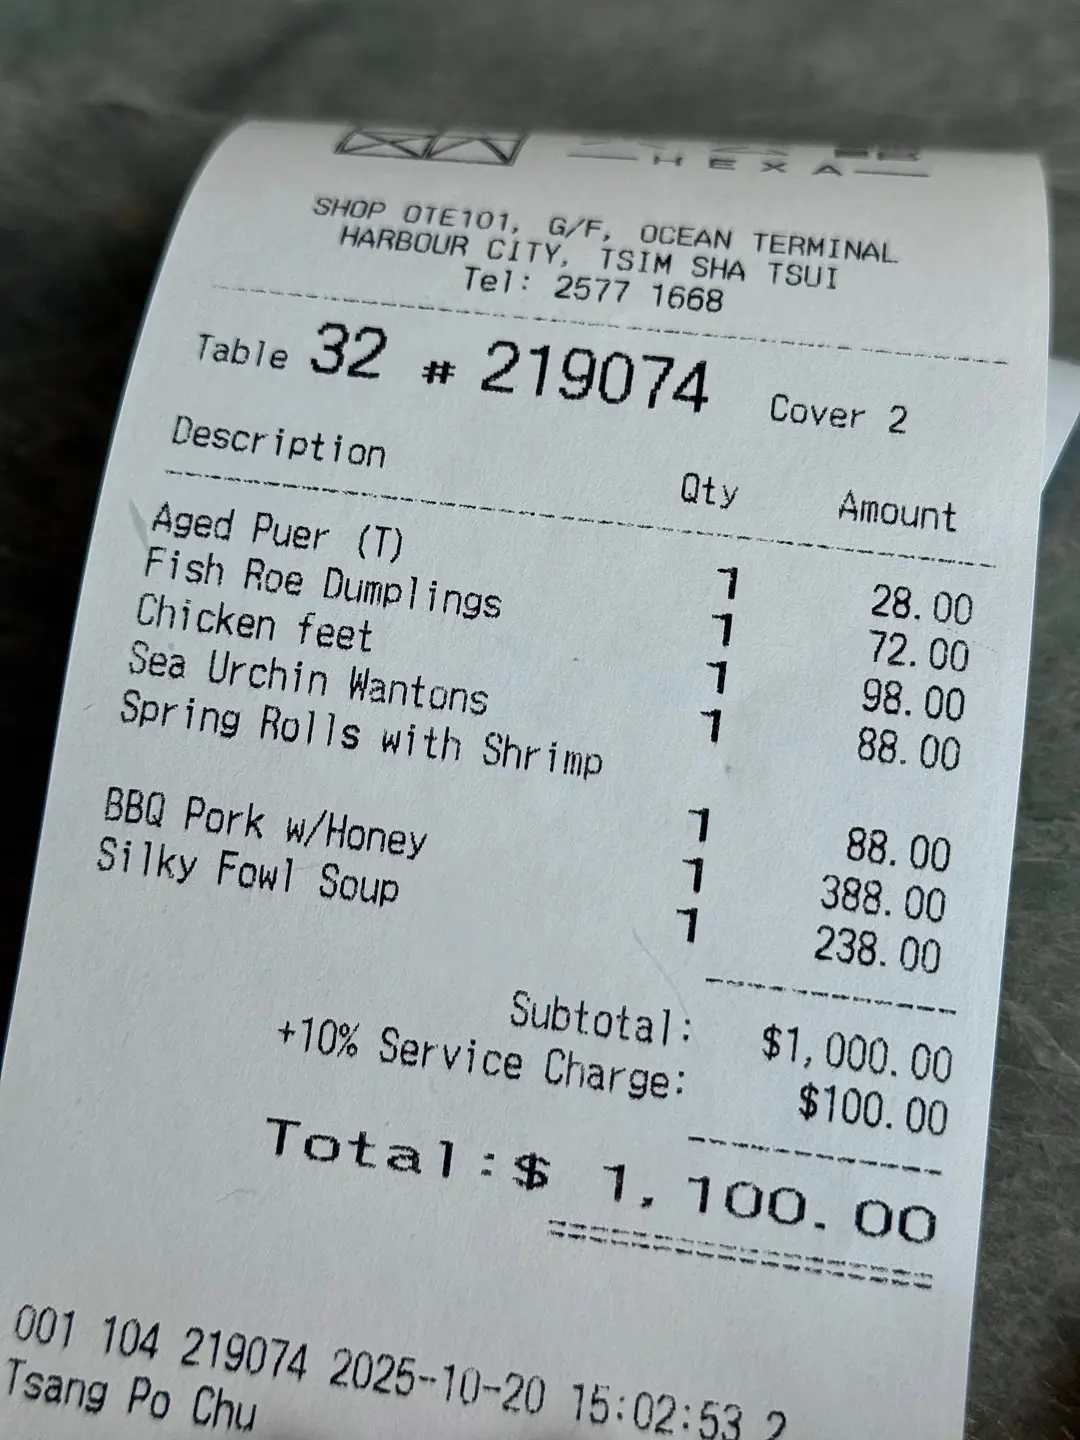 HEXA
SHOP OTE101, G/F, OCEAN TERMINAL
HARBOUR CITY, TSIM SHA TSUI
Tel: 2577 1668
Table 32 # 219074 Cover 2
Description Qty Amount
Aged Puer (T) 1 28.00
Fish Roe Dumplings 1 72.00
Chicken feet 1 98.00
Sea Urchin Wantons 1 88.00
Spring Rolls with Shrimp 1 88.00
BBQ Pork w/Honey 1 388.00
Silky Fowl Soup 1 238.00
Subtotal: $1,000.00
+10% Service Charge: $100.00
Total:$ 1,100.00
001 104 219074 2025-10-20 15:02:53 2
Tsang Po Chu